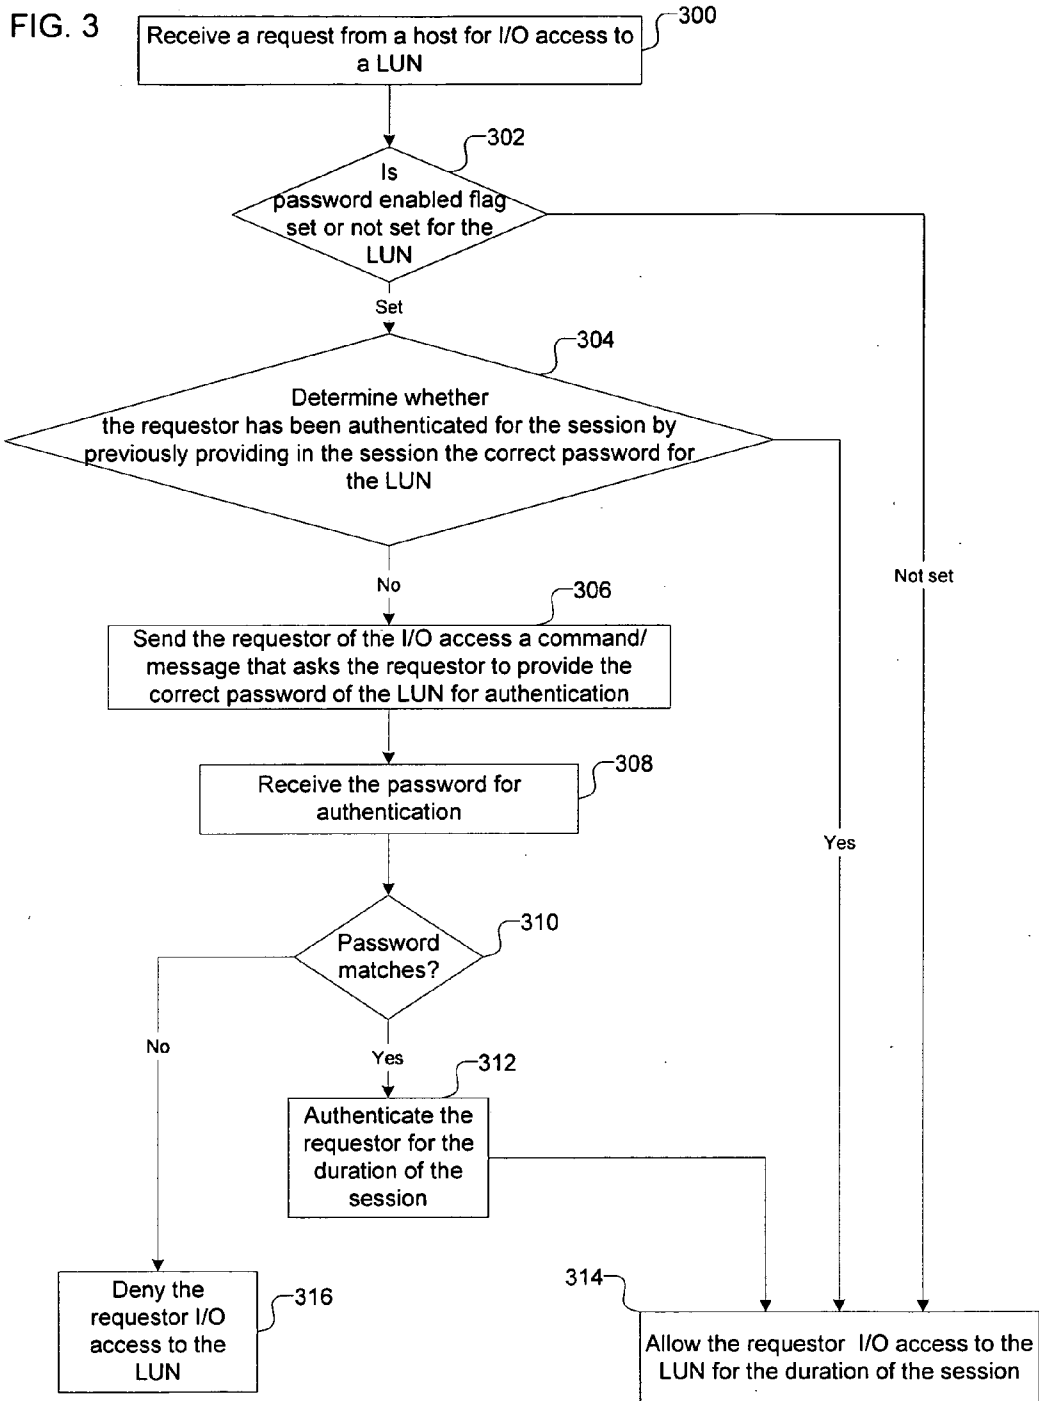 FIG. 3
300
Receive a request from a host for I/O access to
a LUN
302
Is
password enabled flag
set or not set for the
LUN
Set
304
Determine whether
the requestor has been authenticated for the session by
previously providing in the session the correct password for
the LUN
Not set
No
306
Send the requestor of the I/O access a command/
message that asks the requestor to provide the
correct password of the LUN for authentication
308
Receive the password for
authentication
Yes
310
Password
matches?
No
Yes
312
Authenticate the
requestor for the
duration of the
session
314
Deny the
requestor I/O
access to the
LUN
316
Allow the requestor I/O access to the
LUN for the duration of the session